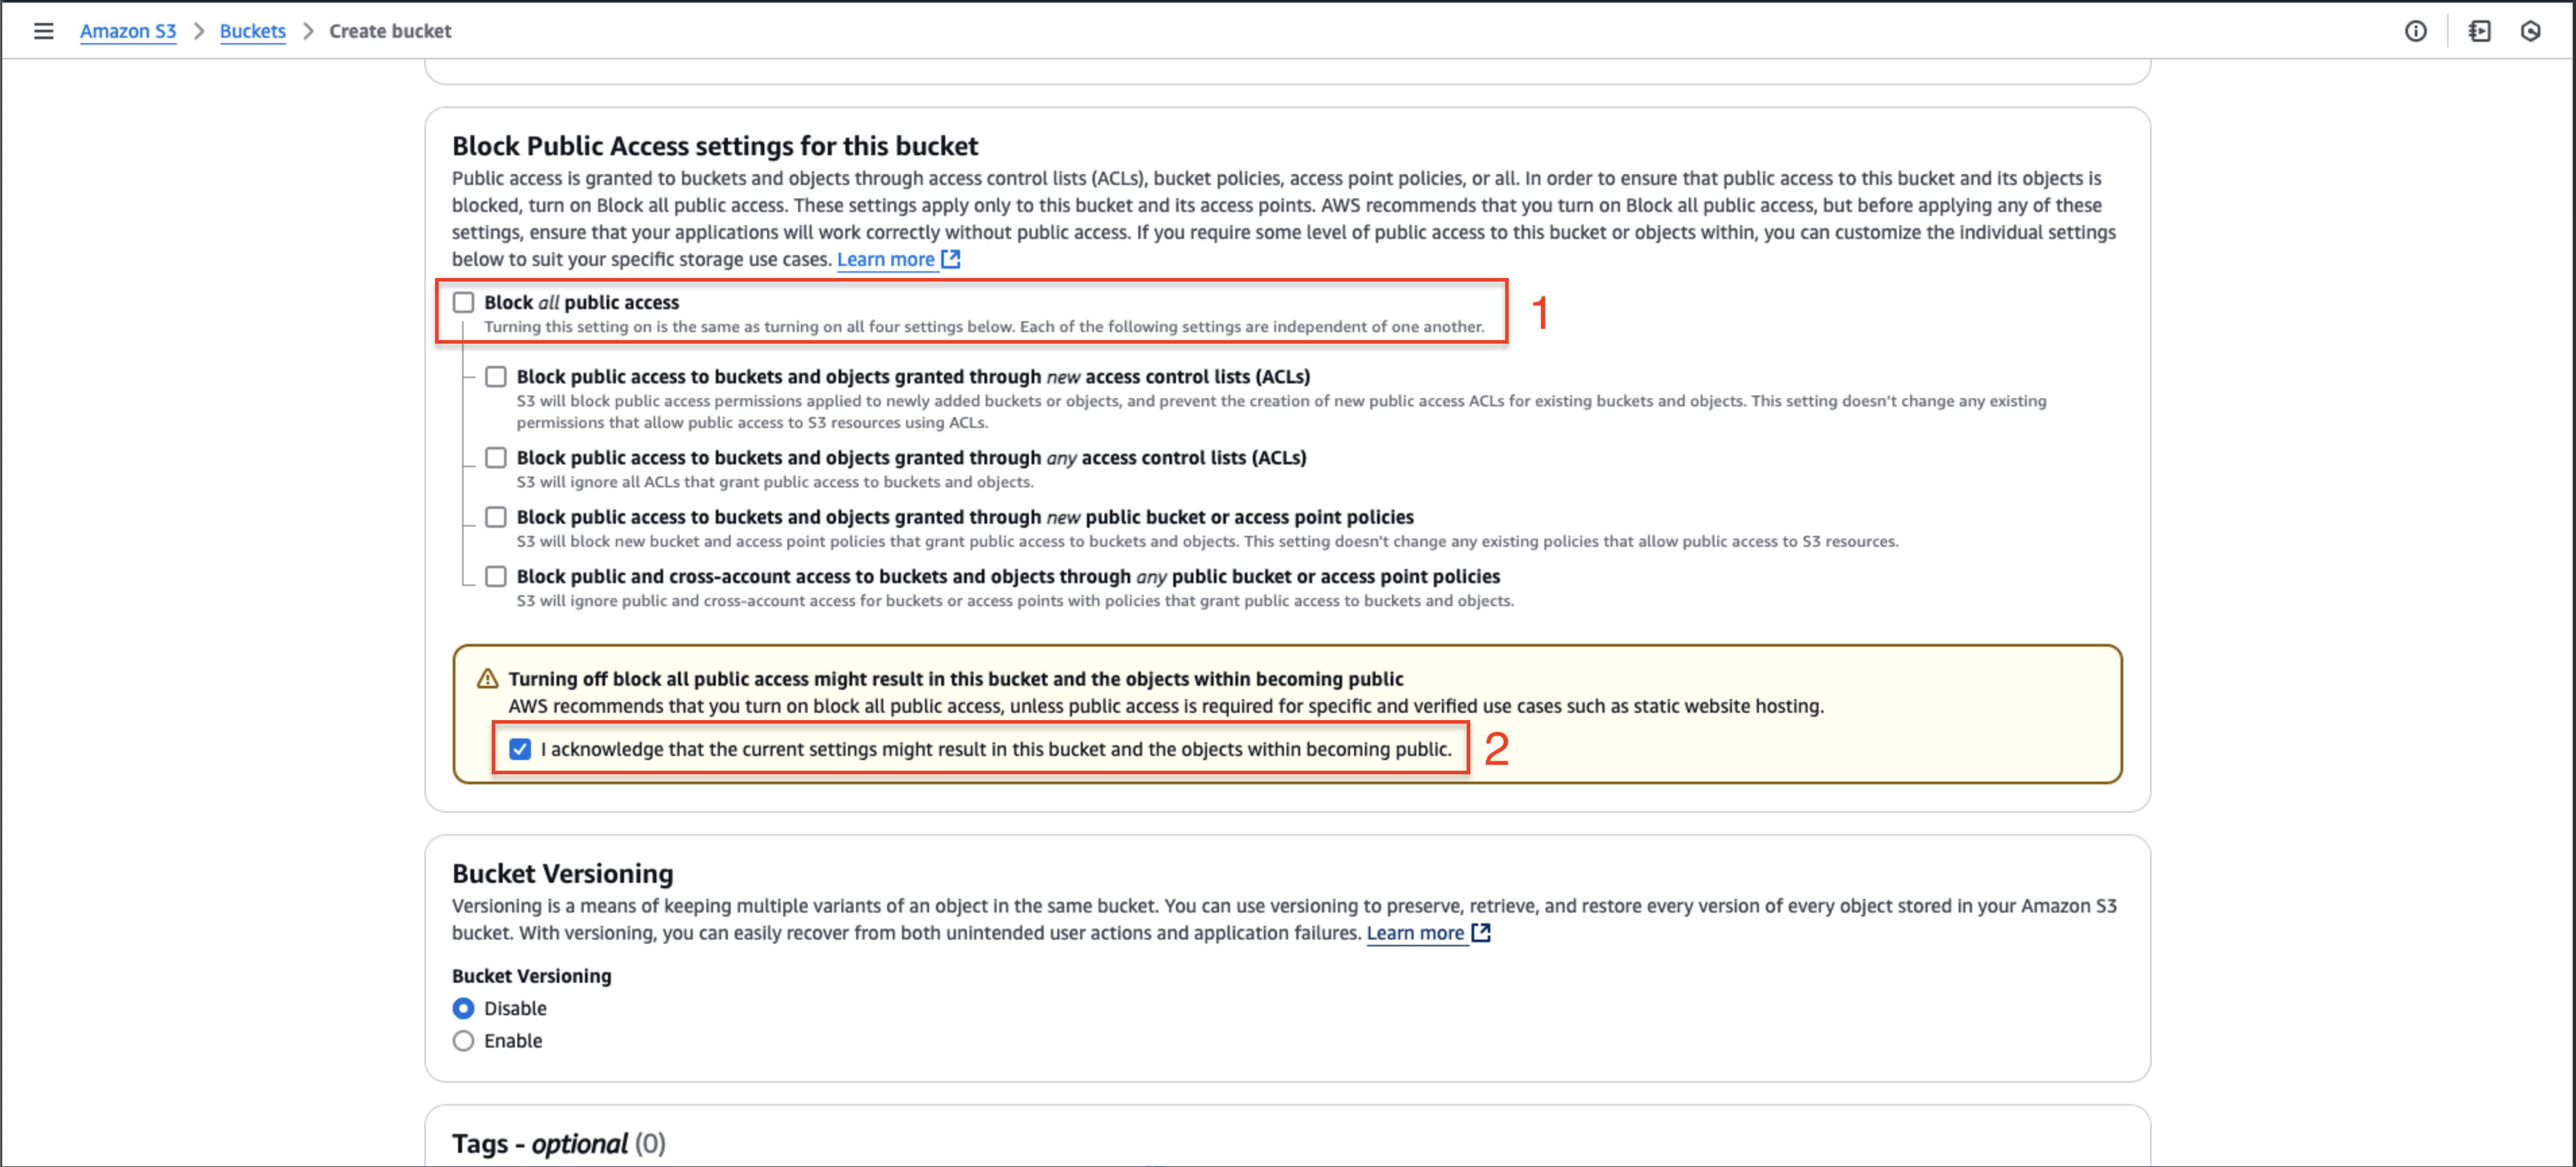 Amazon S3 > Buckets > Create bucket
Block Public Access settings for this bucket
Public access is granted to buckets and objects through access control lists (ACLs), bucket policies, access point policies, or all. In order to ensure that public access to this bucket and its objects is
blocked, turn on Block all public access. These settings apply only to this bucket and its access points. AWS recommends that you turn on Block all public access, but before applying any of these
settings, ensure that your applications will work correctly without public access. If you require some level of public access to this bucket or objects within, you can customize the individual settings
below to suit your specific storage use cases. Learn more
Block all public access
Turning this setting on is the same as turning on all four settings below. Each of the following settings are independent of one another.
1
Block public access to buckets and objects granted through new access control lists (ACLs)
S3 will block public access permissions applied to newly added buckets or objects, and prevent the creation of new public access ACLs for existing buckets and objects. This setting doesn't change any existing
permissions that allow public access to S3 resources using ACLs.
Block public access to buckets and objects granted through any access control lists (ACLs)
S3 will ignore all ACLs that grant public access to buckets and objects.
Block public access to buckets and objects granted through new public bucket or access point policies
S3 will block new bucket and access point policies that grant public access to buckets and objects. This setting doesn't change any existing policies that allow public access to S3 resources.
Block public and cross-account access to buckets and objects through any public bucket or access point policies
S3 will ignore public and cross-account access for buckets or access points with policies that grant public access to buckets and objects.
Turning off block all public access might result in this bucket and the objects within becoming public
AWS recommends that you turn on block all public access, unless public access is required for specific and verified use cases such as static website hosting.
I acknowledge that the current settings might result in this bucket and the objects within becoming public.
2
Bucket Versioning
Versioning is a means of keeping multiple variants of an object in the same bucket. You can use versioning to preserve, retrieve, and restore every version of every object stored in your Amazon S3
bucket. With versioning, you can easily recover from both unintended user actions and application failures. Learn more
Bucket Versioning
Disable
Enable
Tags - optional (0)